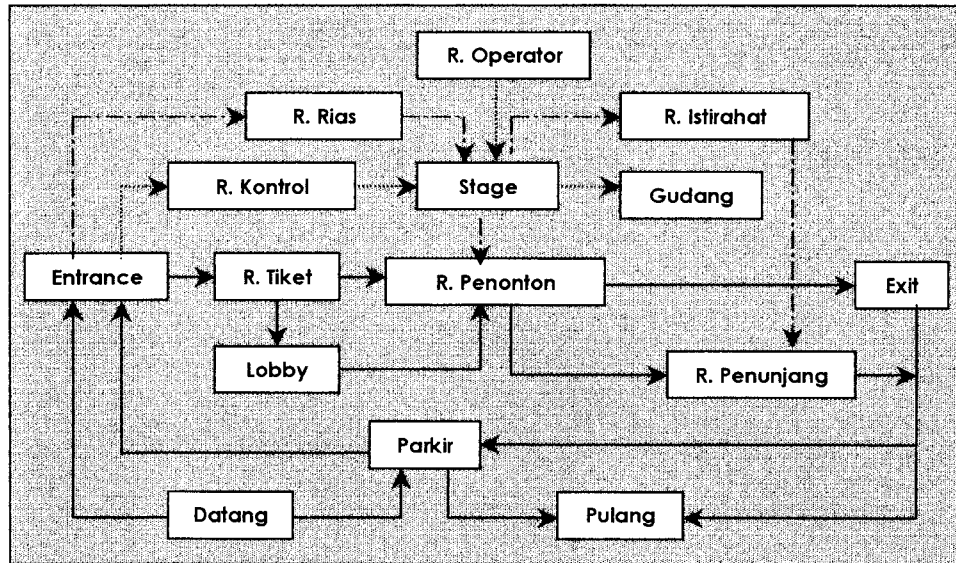 R. Operator
R. Rias
R. Istirahat
R. Kontrol
Stage
Gudang
Entrance
R. Tiket
R. Penonton
Exit
Lobby
R. Penunjang
Parkir
Datang
Pulang